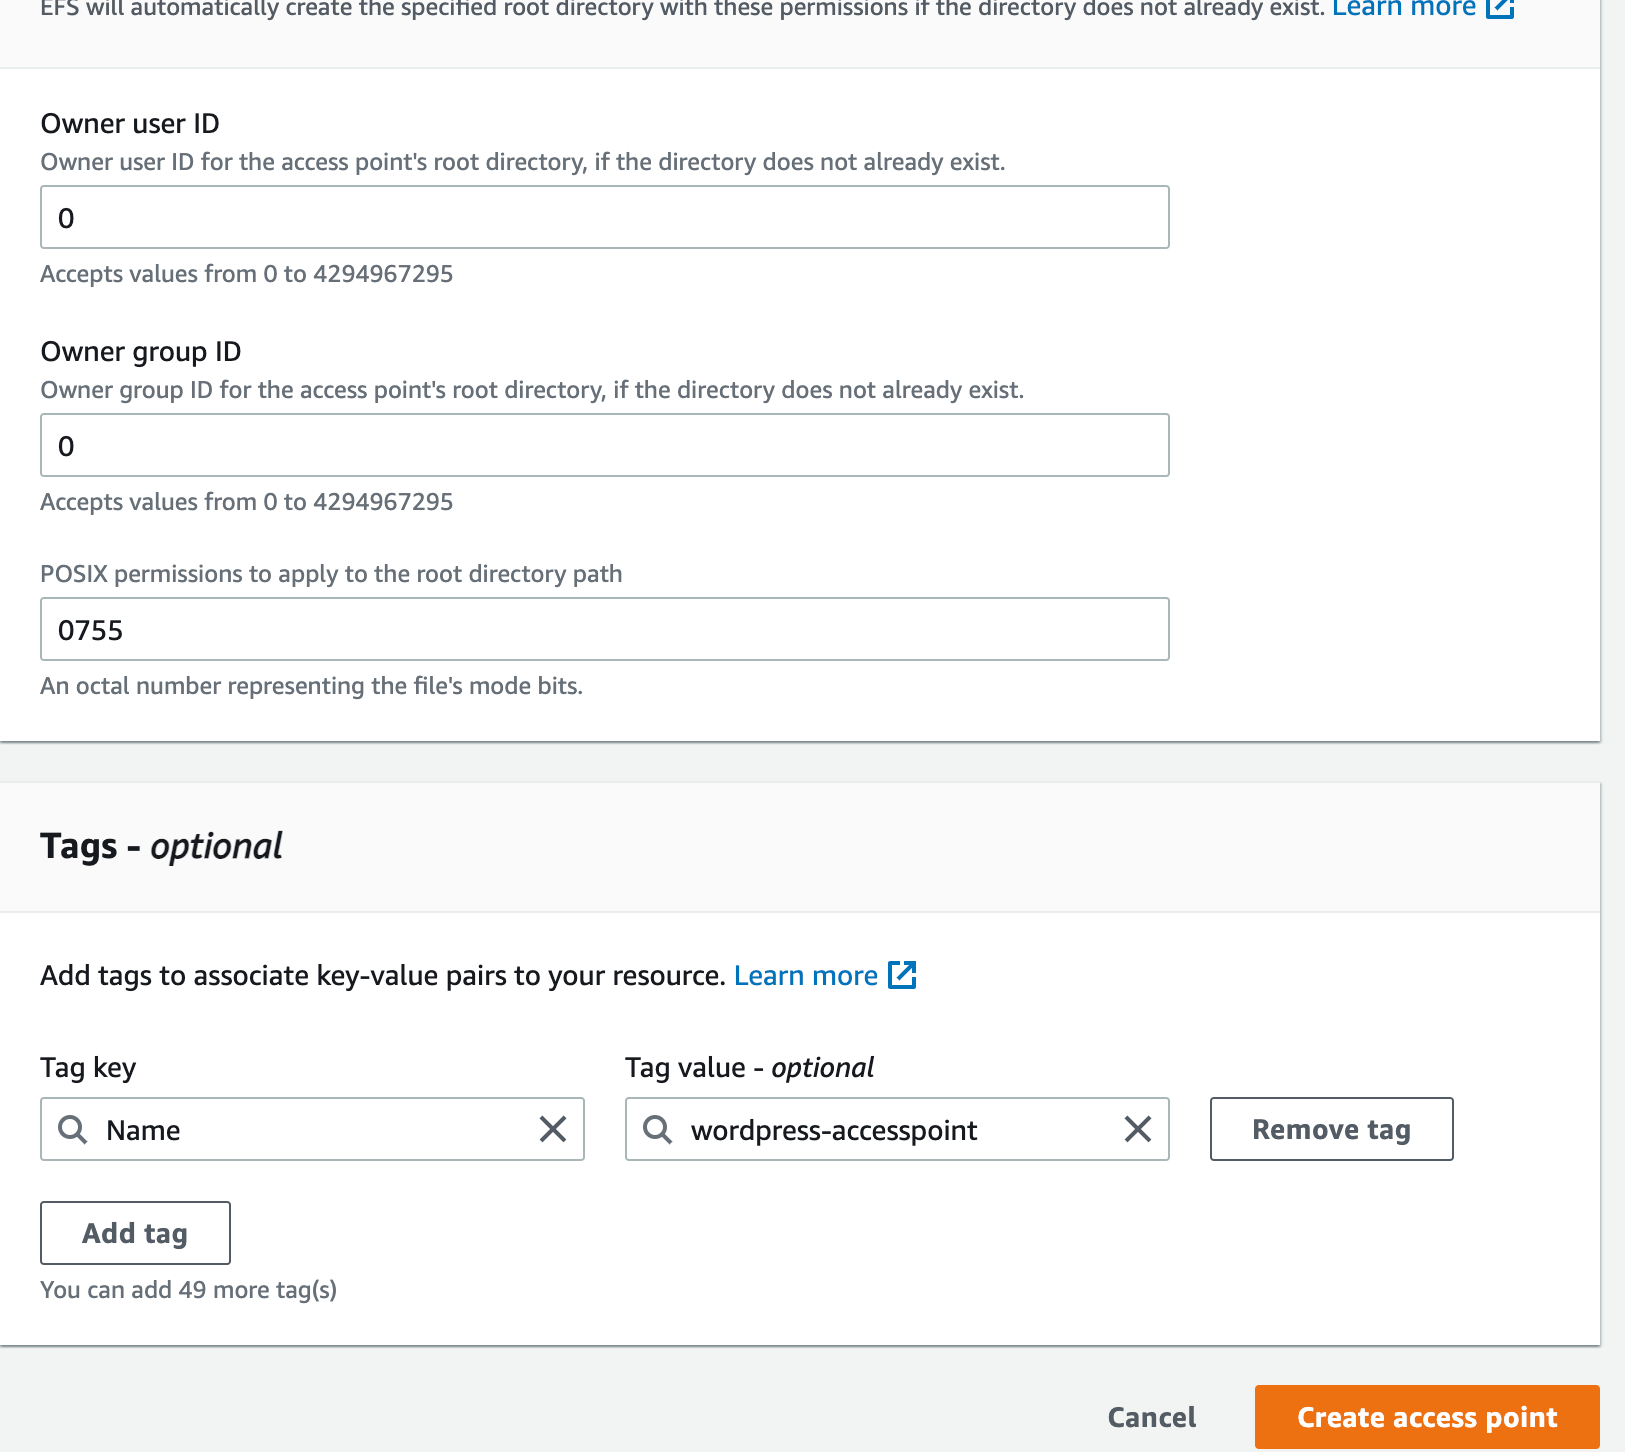 EFS will automatically create the specified root directory with these permissions if the directory does not already exist. Learn more
Owner user ID
Owner user ID for the access point's root directory, if the directory does not already exist.
0
Accepts values from 0 to 4294967295
Owner group ID
Owner group ID for the access point's root directory, if the directory does not already exist.
0
Accepts values from 0 to 4294967295
POSIX permissions to apply to the root directory path
0755
An octal number representing the file's mode bits.
Tags - optional
Add tags to associate key-value pairs to your resource. Learn more
Tag key
Tag value - optional
Name
wordpress-accesspoint
Remove tag
Add tag
You can add 49 more tag(s)
Cancel
Create access point